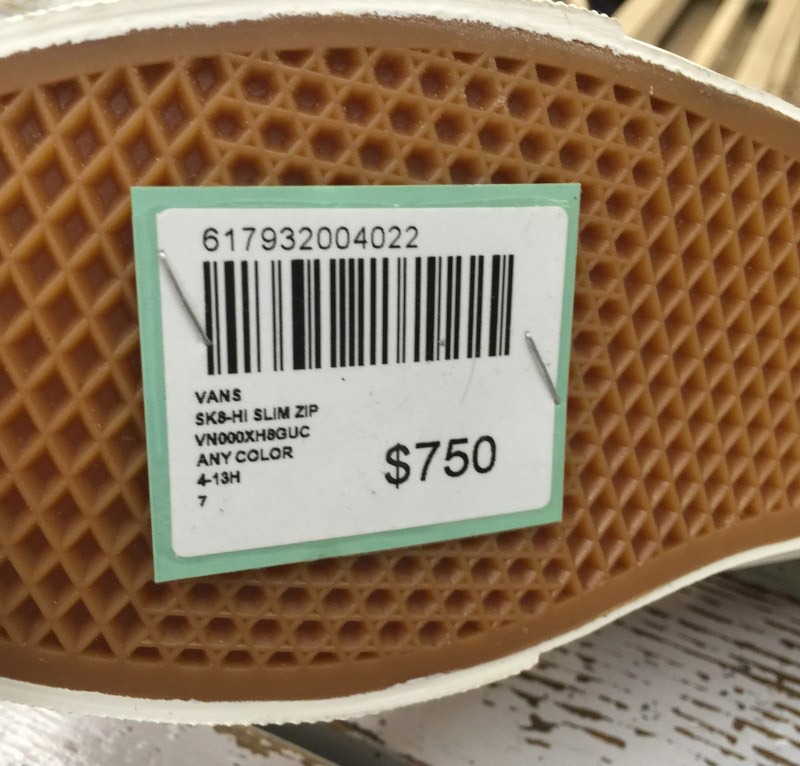 617932004022
VANS
SK8-HI SLIM ZIP
VN000XH8GUC
ANY COLOR
4-13H
7
$750